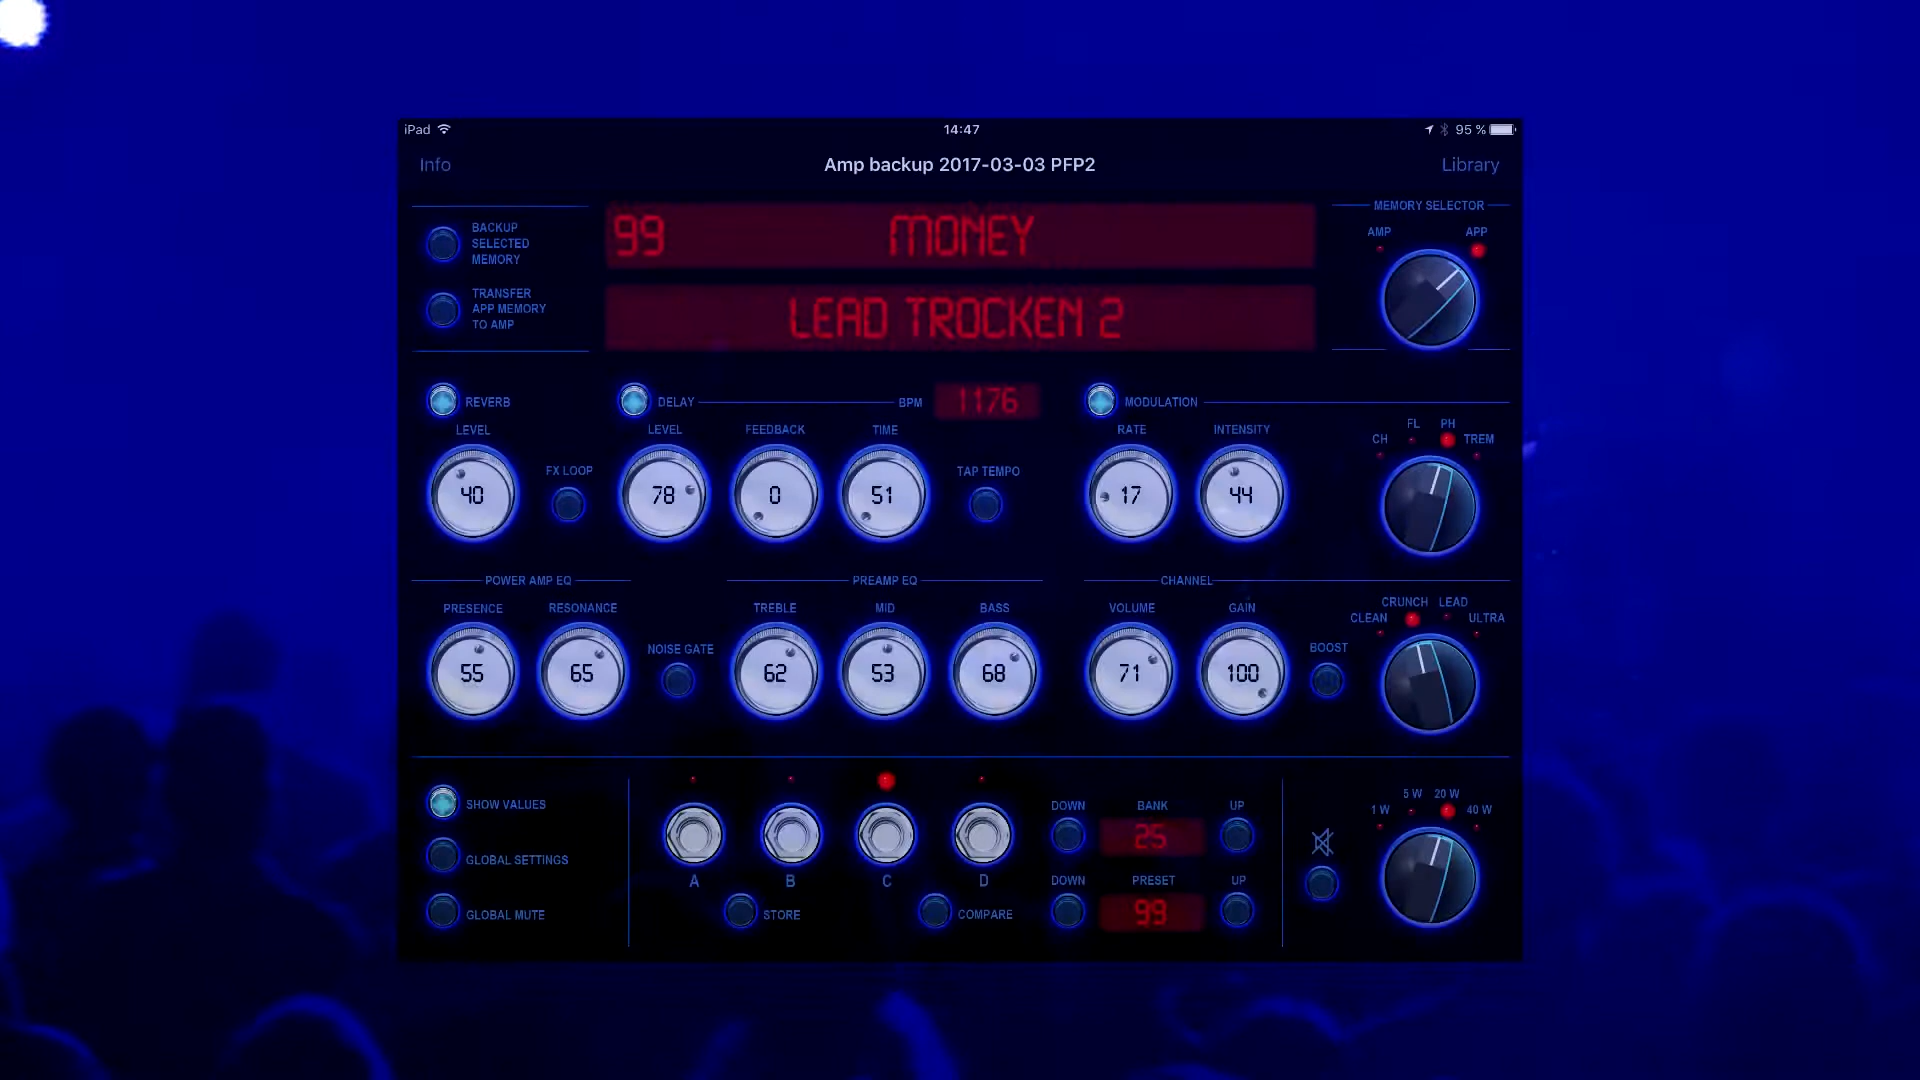 iPad 14:47 95 %
Info Amp backup 2017-03-03 PFP2 Library
BACKUP
SELECTED
MEMORY
TRANSFER
APP MEMORY
TO AMP
99 MONEY
LEAD TROCKEN 2
MEMORY SELECTOR
AMP APP
REVERB DELAY BPM 1176 MODULATION
LEVEL LEVEL FEEDBACK TIME RATE INTENSITY
CH FL PH TREM
FX LOOP TAP TEMPO
40 78 0 51 17 44
POWER AMP EQ PREAMP EQ CHANNEL
PRESENCE RESONANCE TREBLE MID BASS VOLUME GAIN
CLEAN CRUNCH LEAD ULTRA
NOISE GATE BOOST
55 65 62 53 68 71 100
SHOW VALUES
GLOBAL SETTINGS
GLOBAL MUTE
A B C D
STORE COMPARE
DOWN BANK UP
25
DOWN PRESET UP
99
1 W 5 W 20 W 40 W